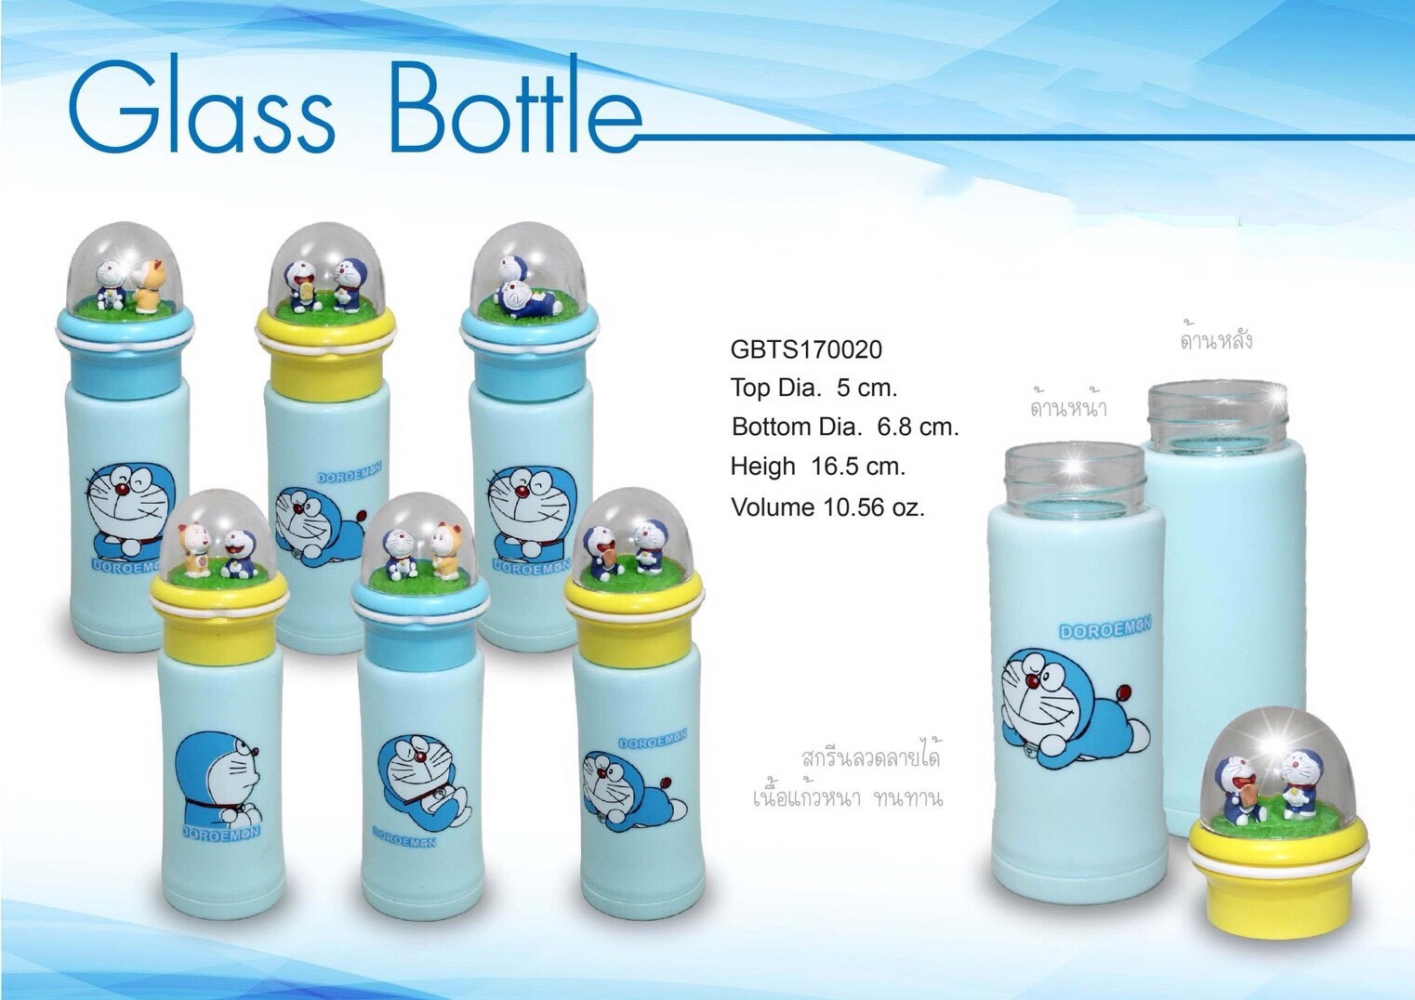 Glass Bottle
GBTS170020
Top Dia. 5 cm.
Bottom Dia. 6.8 cm.
Heigh 16.5 cm.
Volume 10.56 oz.
ด้านหลัง
ด้านหน้า
สกรีนลวดลายได้
เนื้อแก้วหนา ทนทาน
DOROEMON
DOROEMON
DOROEMON
DOROEMON
DOROEMON
DOROEMON
DOROEMON